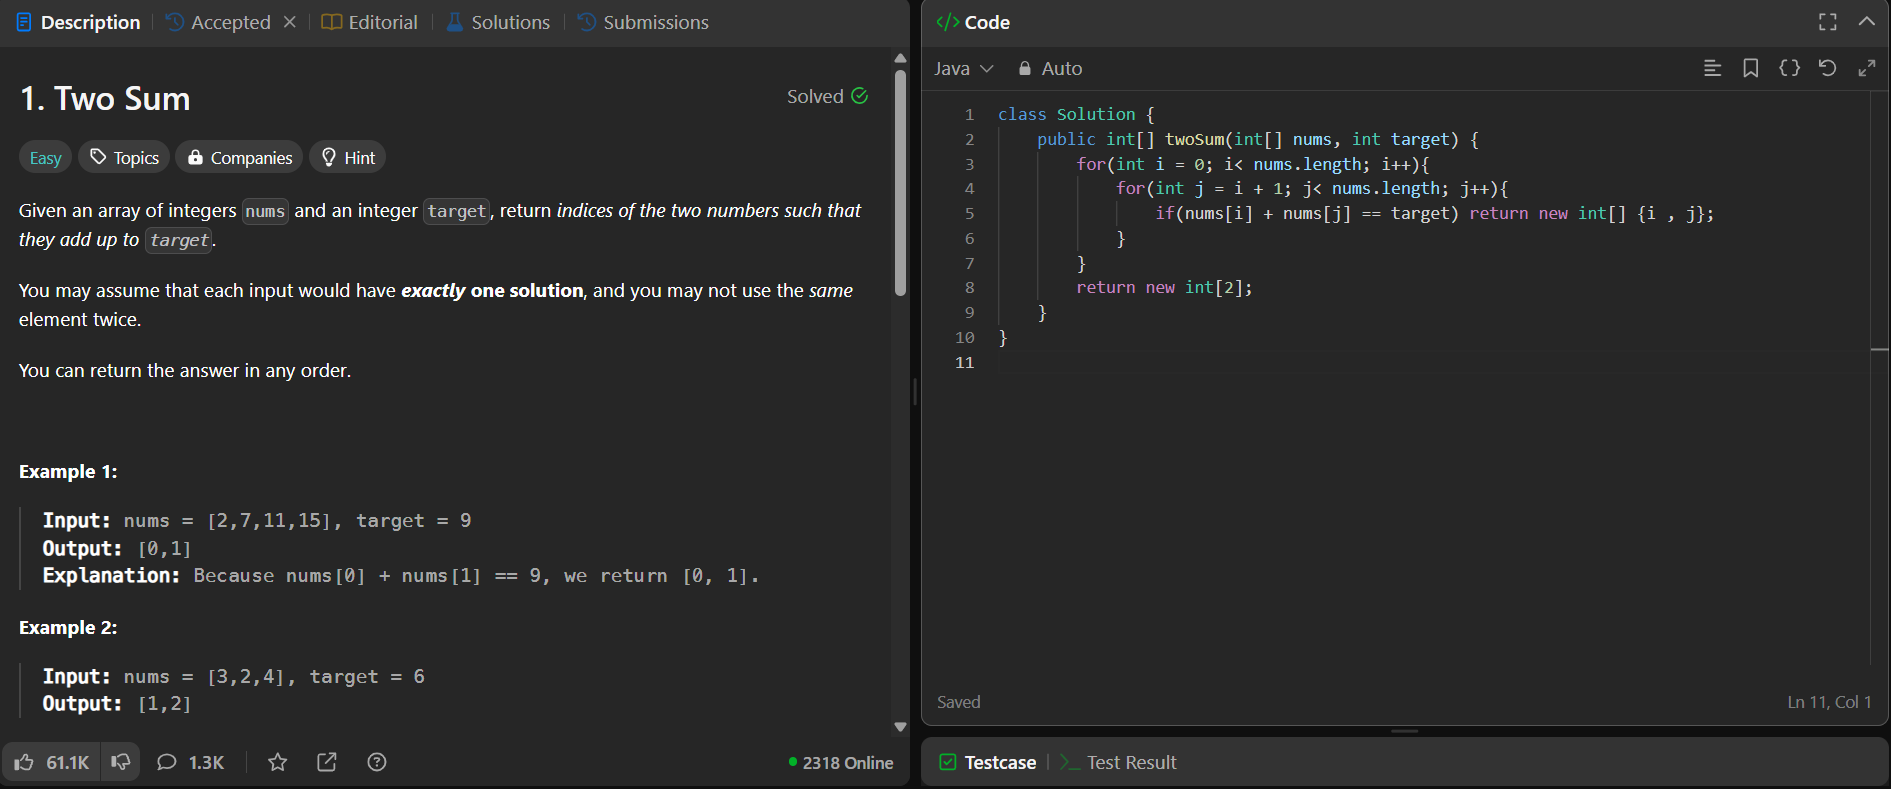 Description
Accepted
Editorial
Solutions
Submissions
1. Two Sum
Solved
Easy
Topics
Companies
Hint
Given an array of integers nums and an integer target, return indices of the two numbers such that
they add up to target.
You may assume that each input would have exactly one solution, and you may not use the same
element twice.
You can return the answer in any order.
Example 1:
Input: nums = [2,7,11,15], target = 9
Output: [0,1]
Explanation: Because nums[0] + nums[1] == 9, we return [0, 1].
Example 2:
Input: nums = [3,2,4], target = 6
Output: [1,2]
61.1K
1.3K
2318 Online
</> Code
Java
Auto
1 class Solution {
2     public int[] twoSum(int[] nums, int target) {
3         for(int i = 0; i< nums.length; i++){
4             for(int j = i + 1; j< nums.length; j++){
5                 if(nums[i] + nums[j] == target) return new int[] {i , j};
6             }
7         }
8         return new int[2];
9     }
10 }
11
Saved
Ln 11, Col 1
Testcase
Test Result